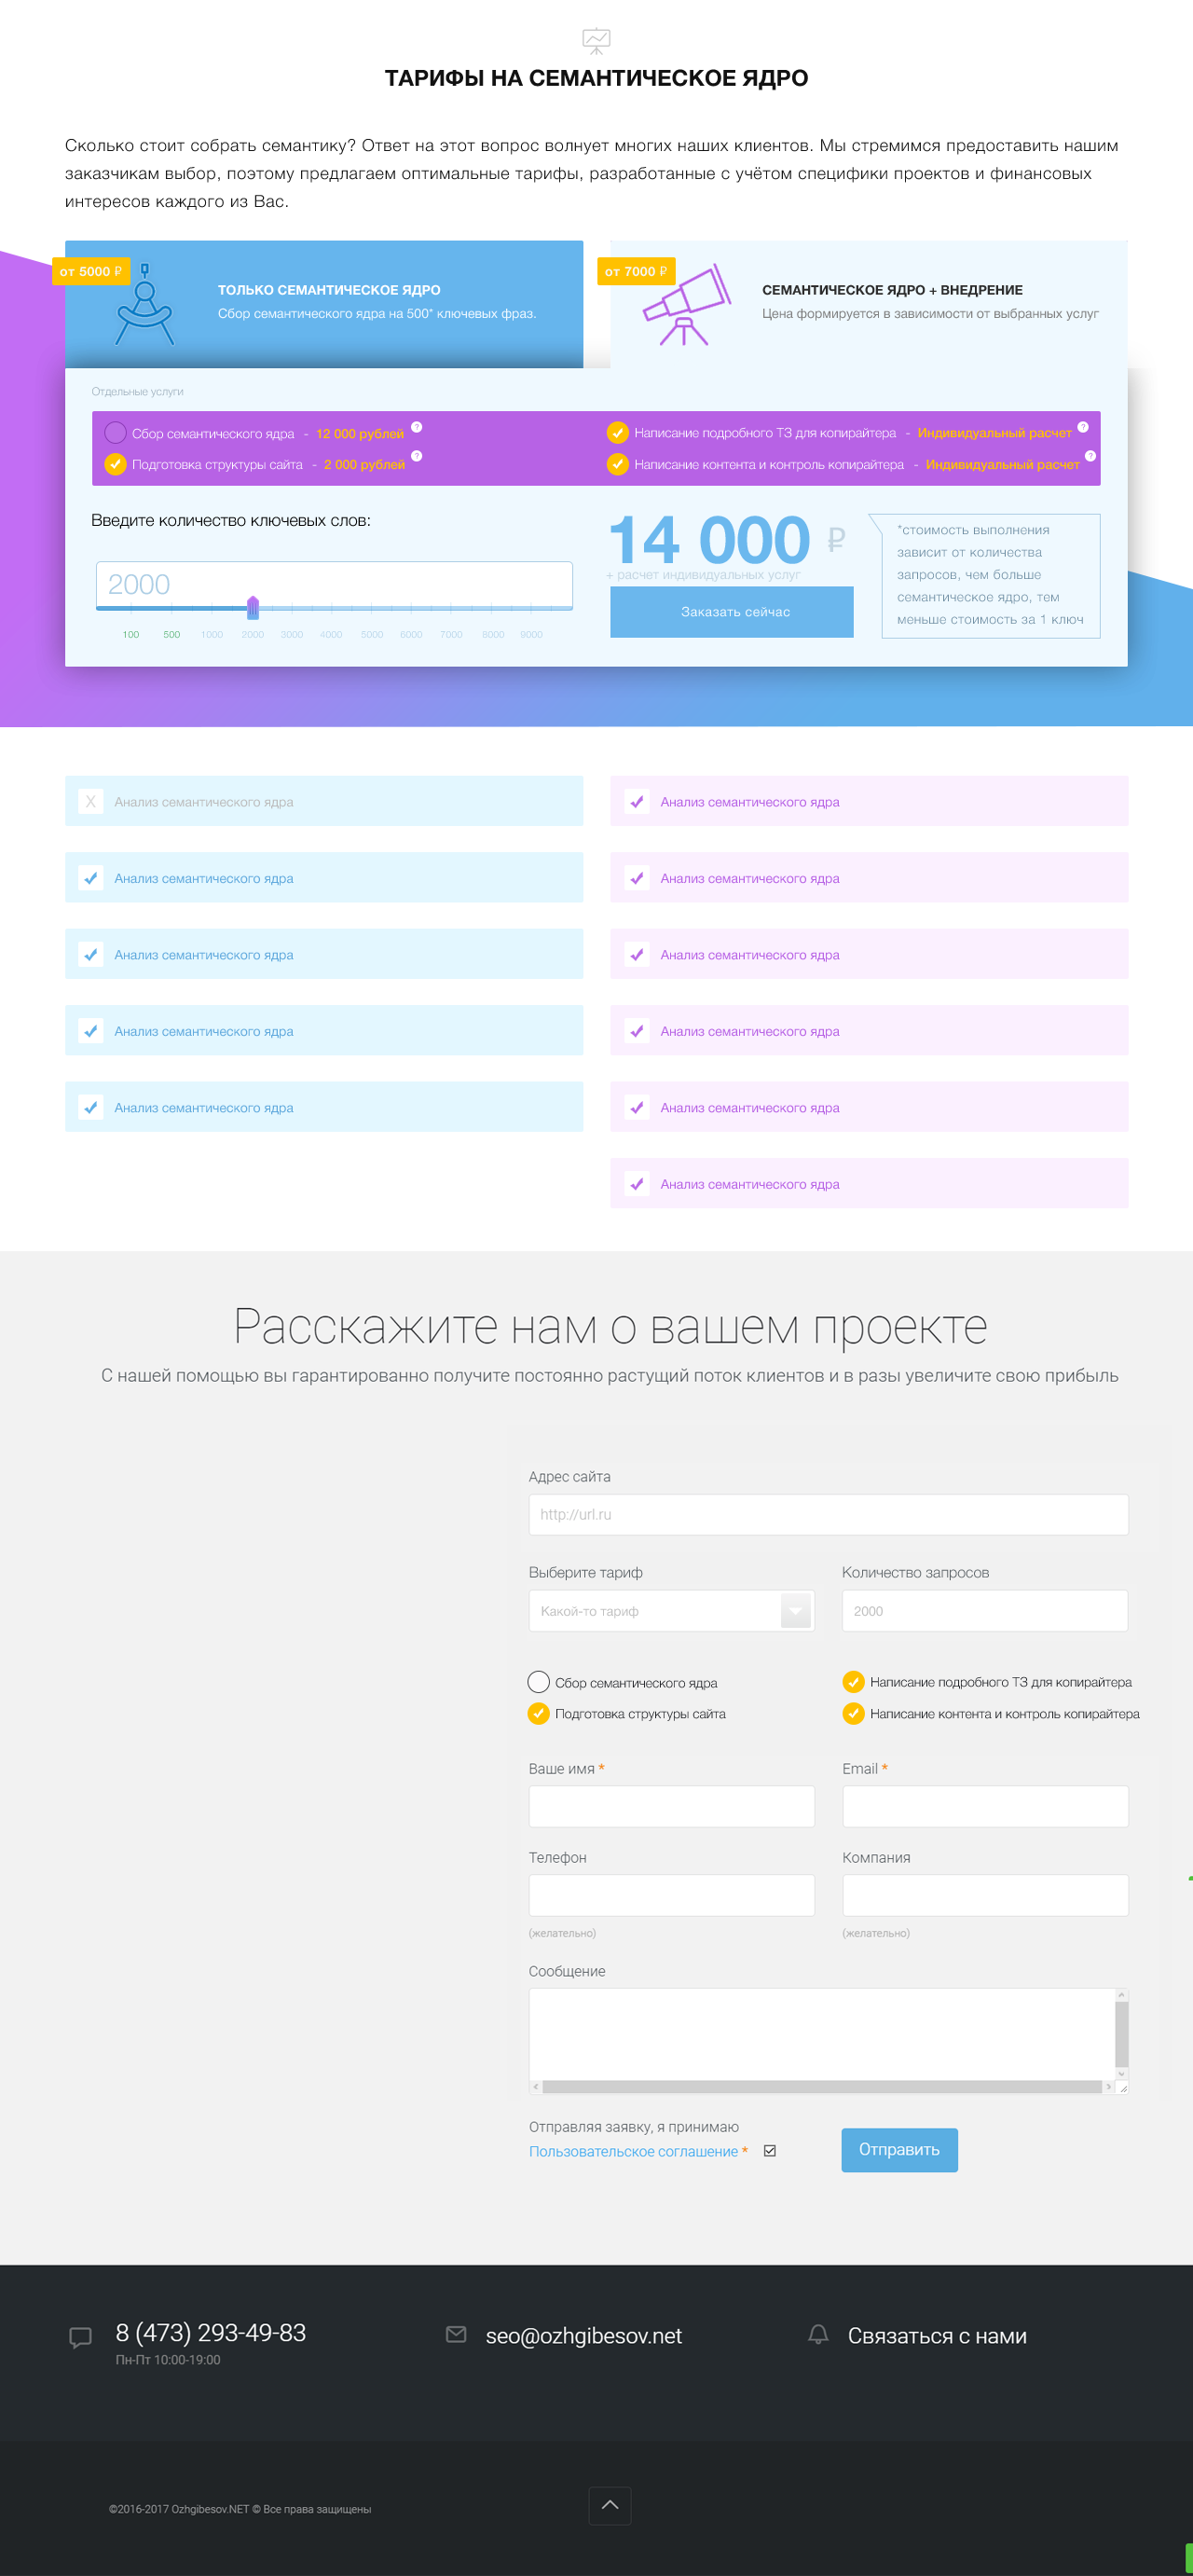 ТАРИФЫ НА СЕМАНТИЧЕСКОЕ ЯДРО
Сколько стоит собрать семантику? Ответ на этот вопрос волнует многих наших клиентов. Мы стремимся предоставить нашим
заказчикам выбор, поэтому предлагаем оптимальные тарифы, разработанные с учётом специфики проектов и финансовых
интересов каждого из Вас.
от 5000 ₽
ТОЛЬКО СЕМАНТИЧЕСКОЕ ЯДРО
Сбор семантического ядра на 500* ключевых фраз.
от 7000 ₽
СЕМАНТИЧЕСКОЕ ЯДРО + ВНЕДРЕНИЕ
Цена формируется в зависимости от выбранных услуг
Отдельные услуги
Сбор семантического ядра - 12 000 рублей ?
Подготовка структуры сайта - 2 000 рублей ?
Написание подробного ТЗ для копирайтера - Индивидуальный расчет ?
Написание контента и контроль копирайтера - Индивидуальный расчет ?
Введите количество ключевых слов:
2000
100 500 1000 2000 3000 4000 5000 6000 7000 8000 9000
14 000 ₽
+ расчет индивидуальных услуг
Заказать сейчас
*стоимость выполнения
зависит от количества
запросов, чем больше
семантическое ядро, тем
меньше стоимость за 1 ключ
X Анализ семантического ядра
Анализ семантического ядра
Анализ семантического ядра
Анализ семантического ядра
Анализ семантического ядра
Анализ семантического ядра
Анализ семантического ядра
Анализ семантического ядра
Анализ семантического ядра
Анализ семантического ядра
Анализ семантического ядра
Расскажите нам о вашем проекте
С нашей помощью вы гарантированно получите постоянно растущий поток клиентов и в разы увеличите свою прибыль
Адрес сайта
http://url.ru
Выберите тариф
Какой-то тариф
Количество запросов
2000
Сбор семантического ядра
Подготовка структуры сайта
Написание подробного ТЗ для копирайтера
Написание контента и контроль копирайтера
Ваше имя *
Email *
Телефон
(желательно)
Компания
(желательно)
Сообщение
Отправляя заявку, я принимаю
Пользовательское соглашение *
Отправить
8 (473) 293-49-83
Пн-Пт 10:00-19:00
seo@ozhgibesov.net
Связаться с нами
©2016-2017 Ozhgibesov.NET © Все права защищены